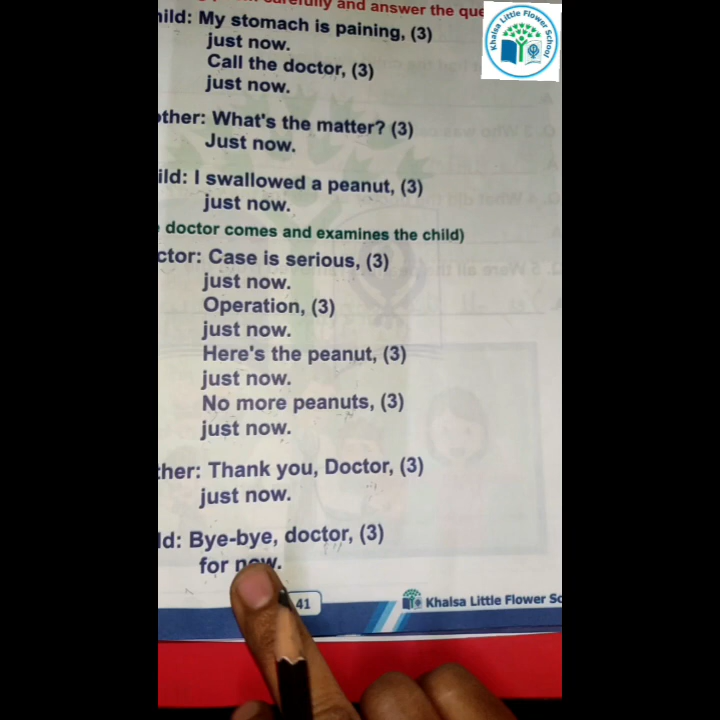 carefully and answer the que
Khalsa Little Flower School
ild: My stomach is paining, (3)
just now.
Call the doctor, (3)
just now.
other: What's the matter? (3)
Just now.
ild: I swallowed a peanut, (3)
just now.
doctor comes and examines the child)
ctor: Case is serious, (3)
just now.
Operation, (3)
just now.
Here's the peanut, (3)
just now.
No more peanuts, (3)
just now.
ther: Thank you, Doctor, (3)
just now.
ld: Bye-bye, doctor, (3)
for now.
41
Khalsa Little Flower Sc